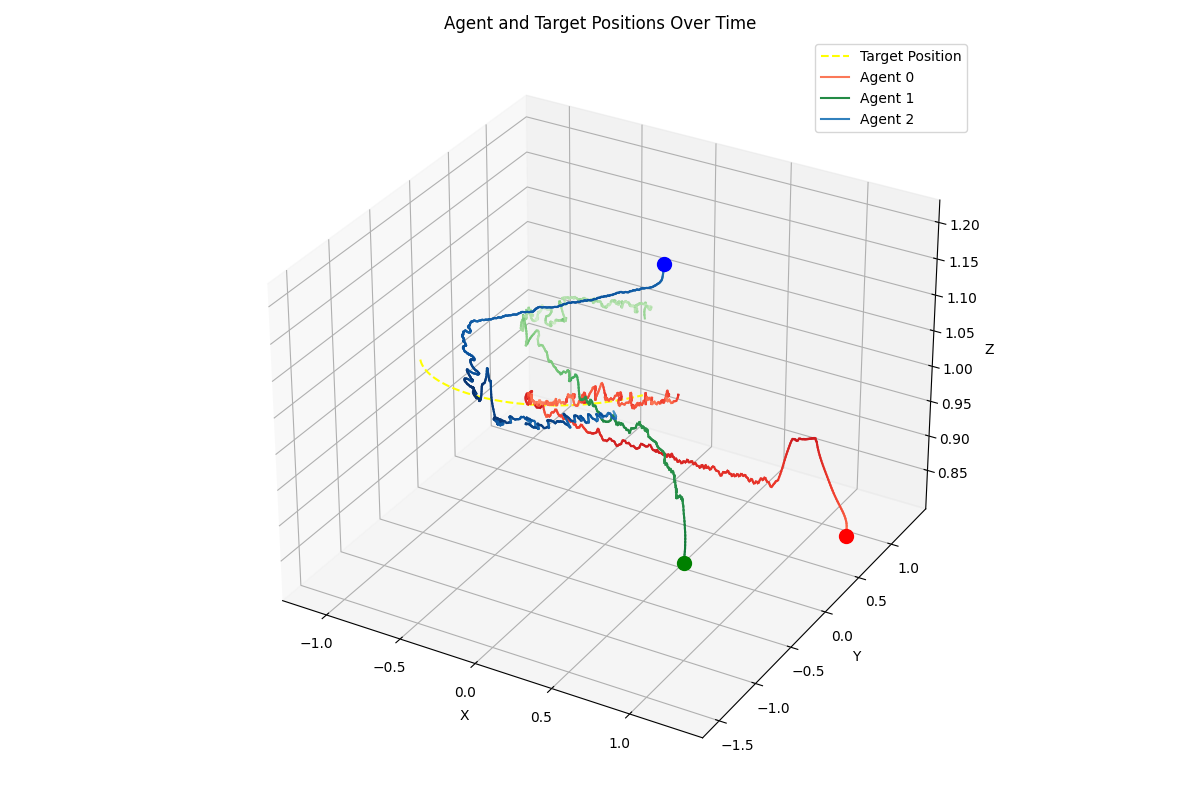 Agent and Target Positions Over Time
Target Position
Agent 0
Agent 1
Agent 2
1.20
1.15
1.10
1.05
1.00
0.95
0.90
0.85
Z
1.0
0.5
0.0
−0.5
−1.0
−1.5
Y
−1.0
−0.5
0.0
0.5
1.0
X